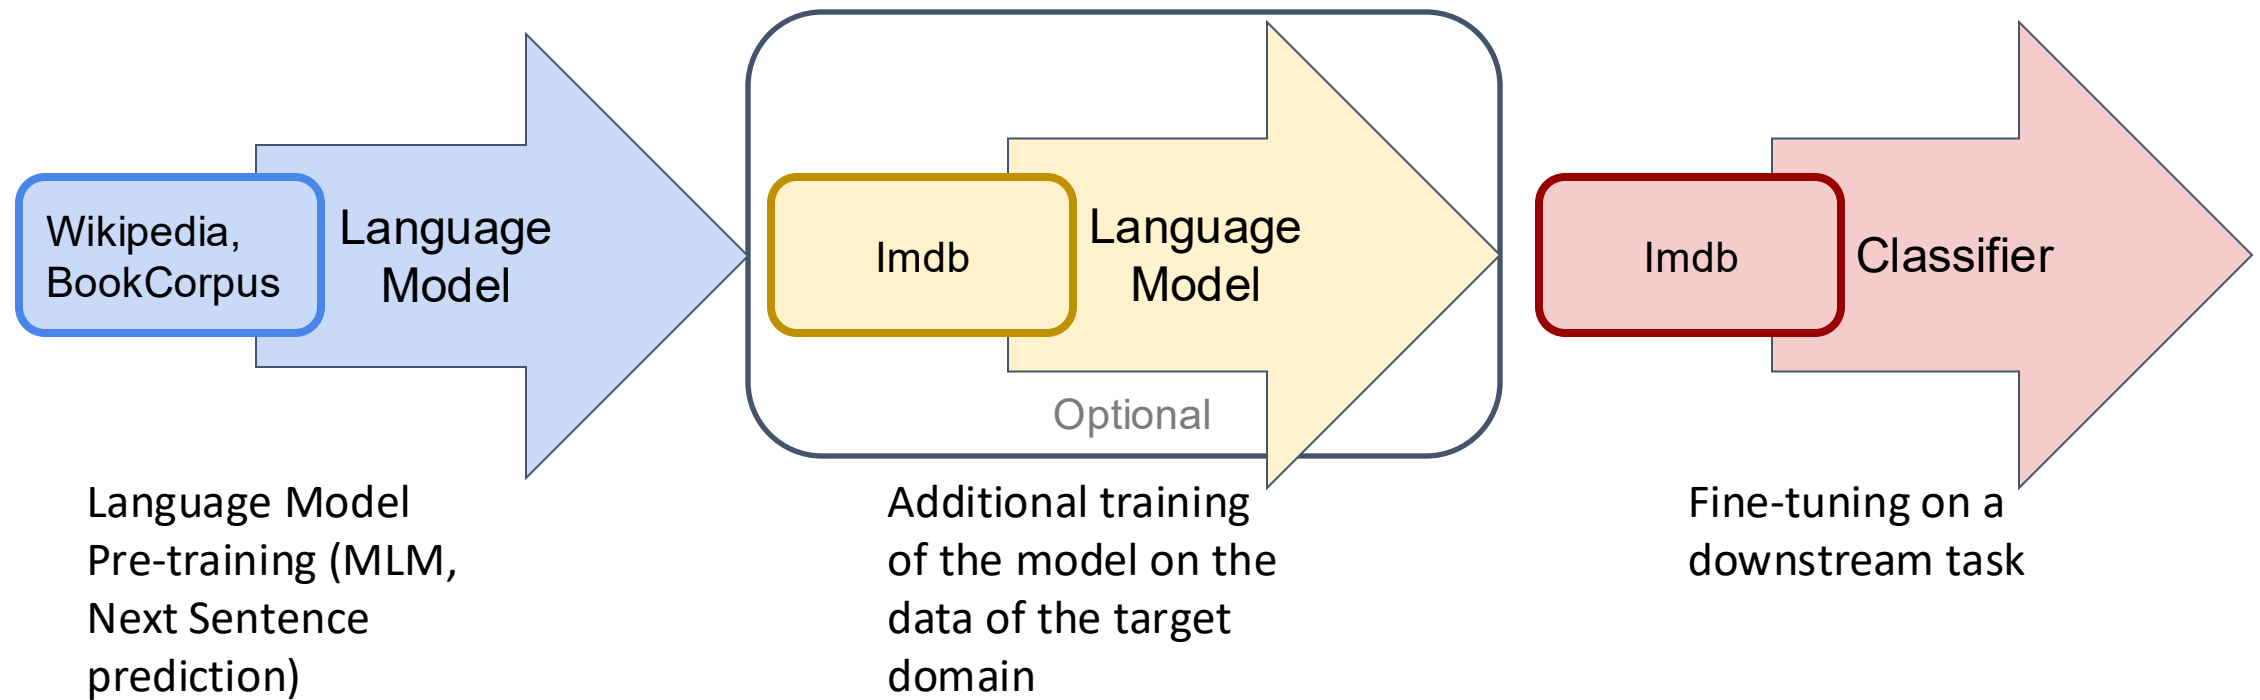 Wikipedia,
BookCorpus
Language
Model
Imdb
Language
Model
Optional
Imdb
Classifier
Language Model
Pre-training (MLM,
Next Sentence
prediction)
Additional training
of the model on the
data of the target
domain
Fine-tuning on a
downstream task